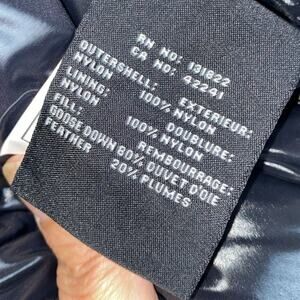 RN NO: 131822
CA NO: 42241
OUTERSHELL: EXTERIEUR:
NYLON 100% NYLON
LINING: DOUBLURE:
NYLON 100% NYLON
FILL: REMBOURRAGE:
GOOSE DOWN 80% DUVET D'OIE
FEATHER 20% PLUMES